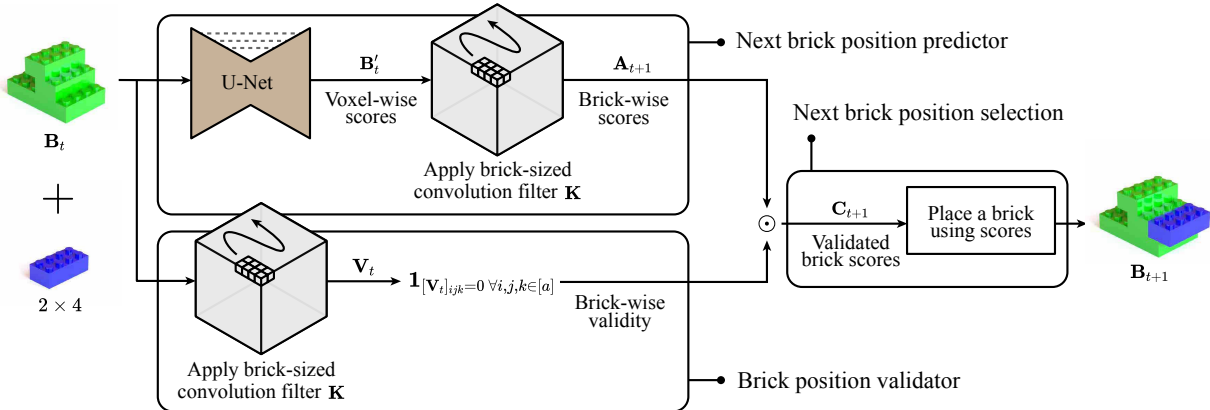 B_t
+
2 × 4
U-Net
B′_t
Voxel-wise
scores
Apply brick-sized
convolution filter K
A_{t+1}
Brick-wise
scores
Next brick position predictor
Apply brick-sized
convolution filter K
V_t
1_{[V_t]_{ijk}=0 ∀i,j,k∈[a]}
Brick-wise
validity
Brick position validator
⊙
Next brick position selection
C_{t+1}
Validated
brick scores
Place a brick
using scores
B_{t+1}